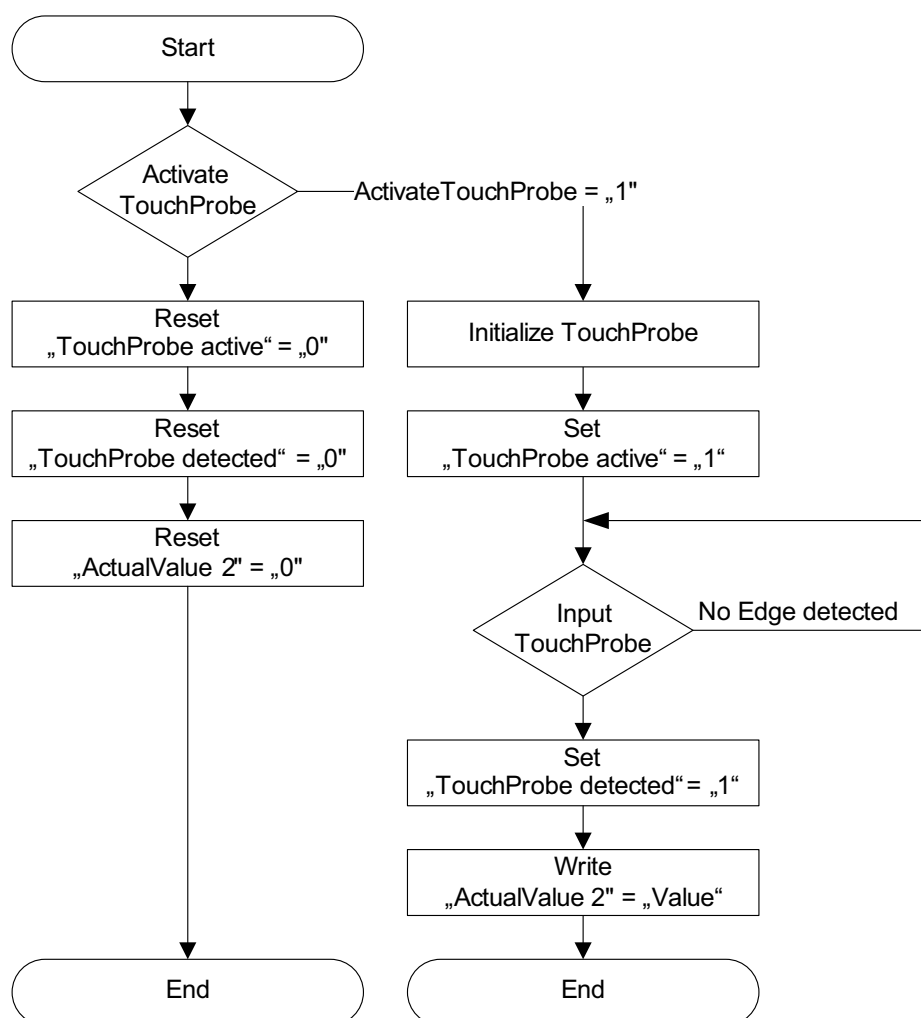 Start
Activate
TouchProbe
ActivateTouchProbe = „1"
Reset
„TouchProbe active“ = „0"
Reset
„TouchProbe detected“ = „0"
Reset
„ActualValue 2" = „0"
End
Initialize TouchProbe
Set
„TouchProbe active“ = „1“
Input
TouchProbe
No Edge detected
Set
„TouchProbe detected“ = „1“
Write
„ActualValue 2" = „Value“
End